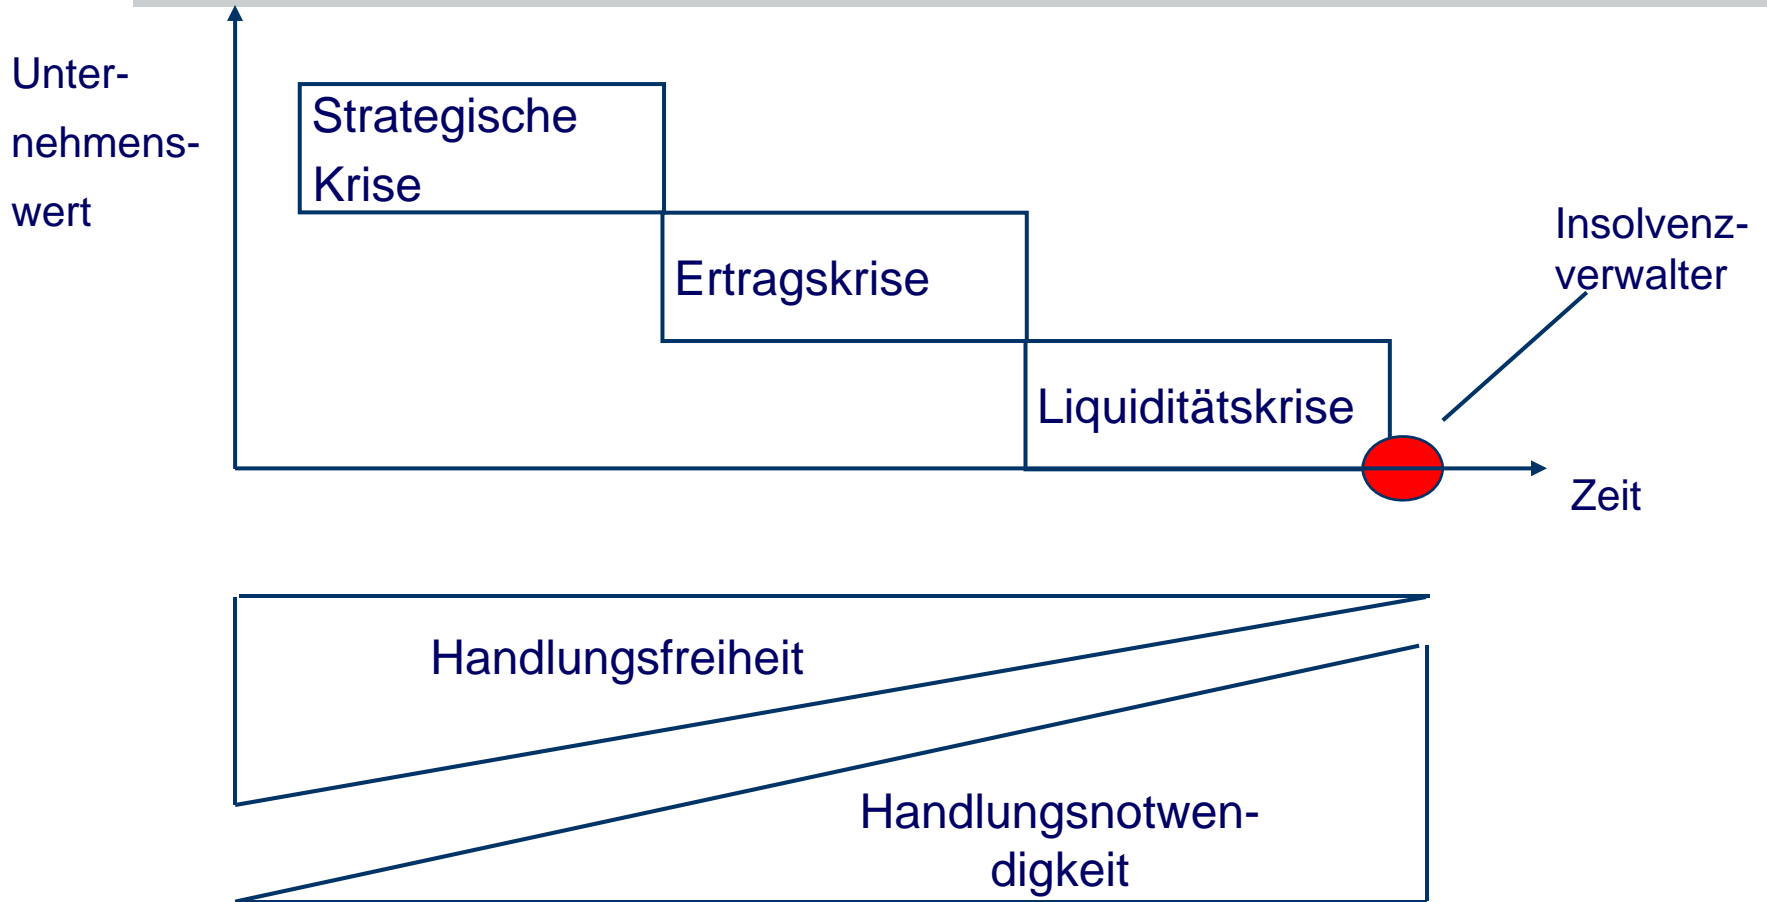 Unter-
nehmens-
wert
Strategische
Krise
Ertragskrise
Liquiditätskrise
Insolvenz-
verwalter
Zeit
Handlungsfreiheit
Handlungsnotwen-
digkeit